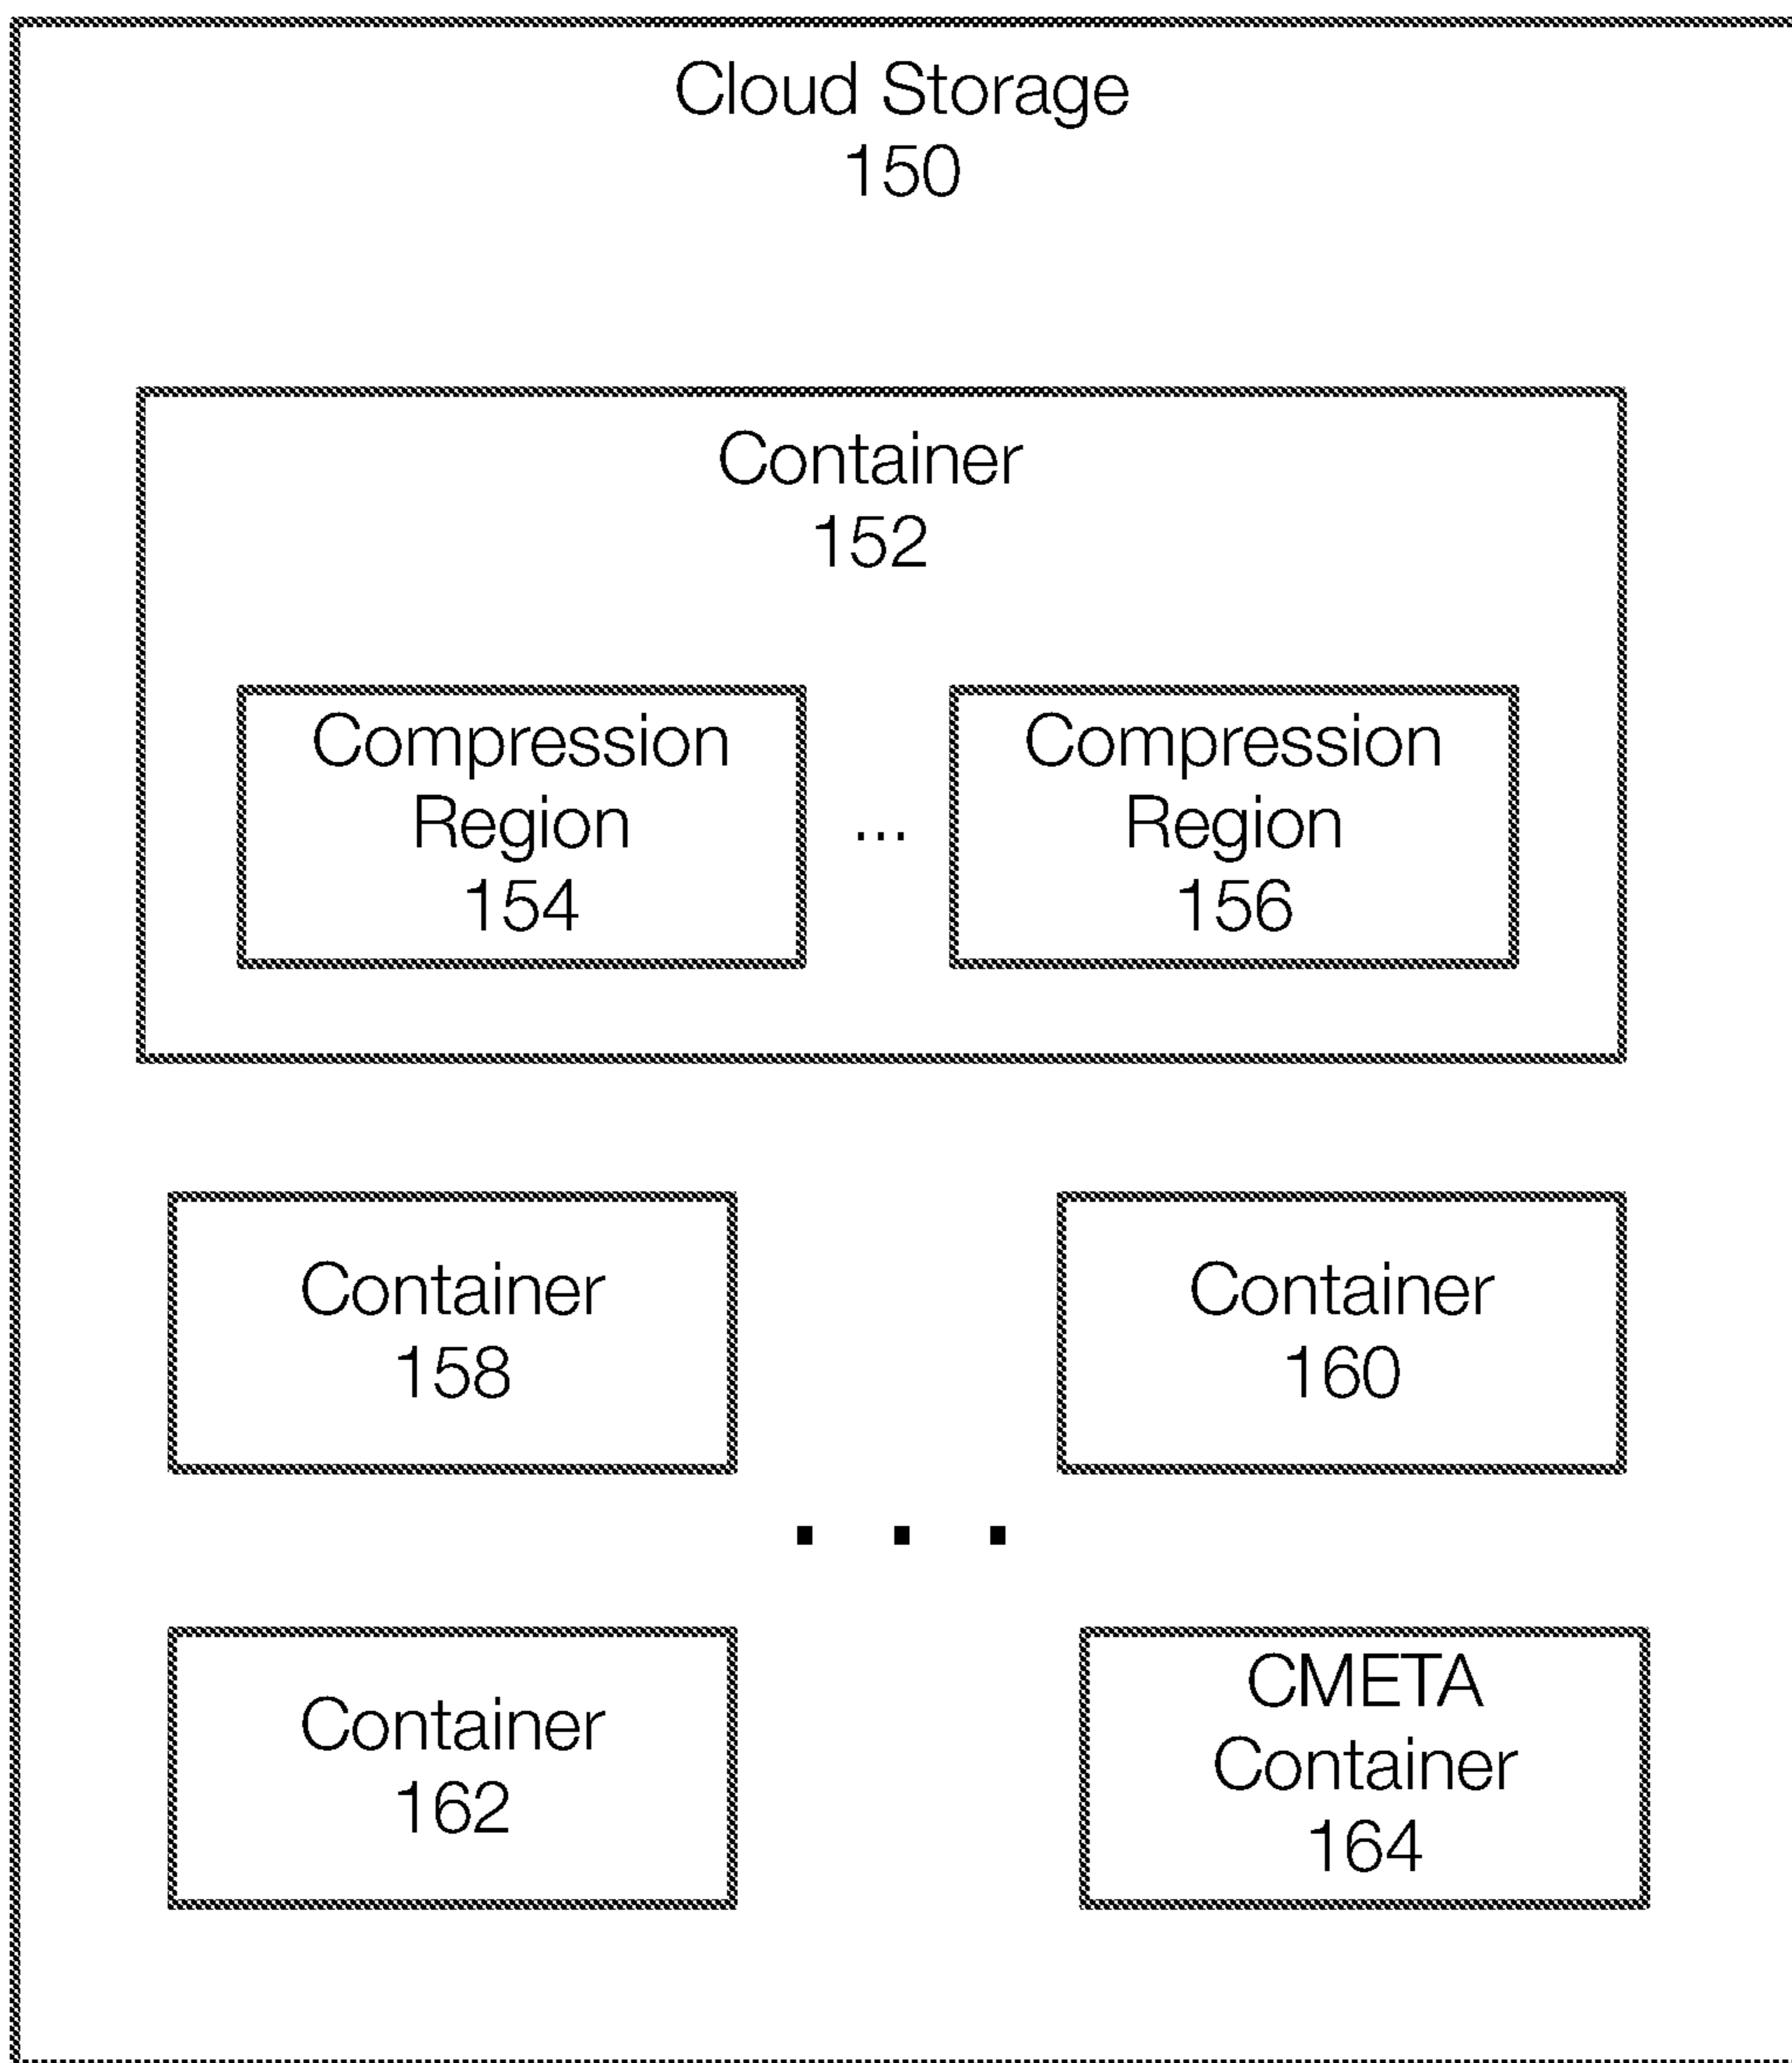 Cloud Storage
150
Container
152
Compression
Region
154
...
Compression
Region
156
Container
158
Container
160
. . .
Container
162
CMETA
Container
164